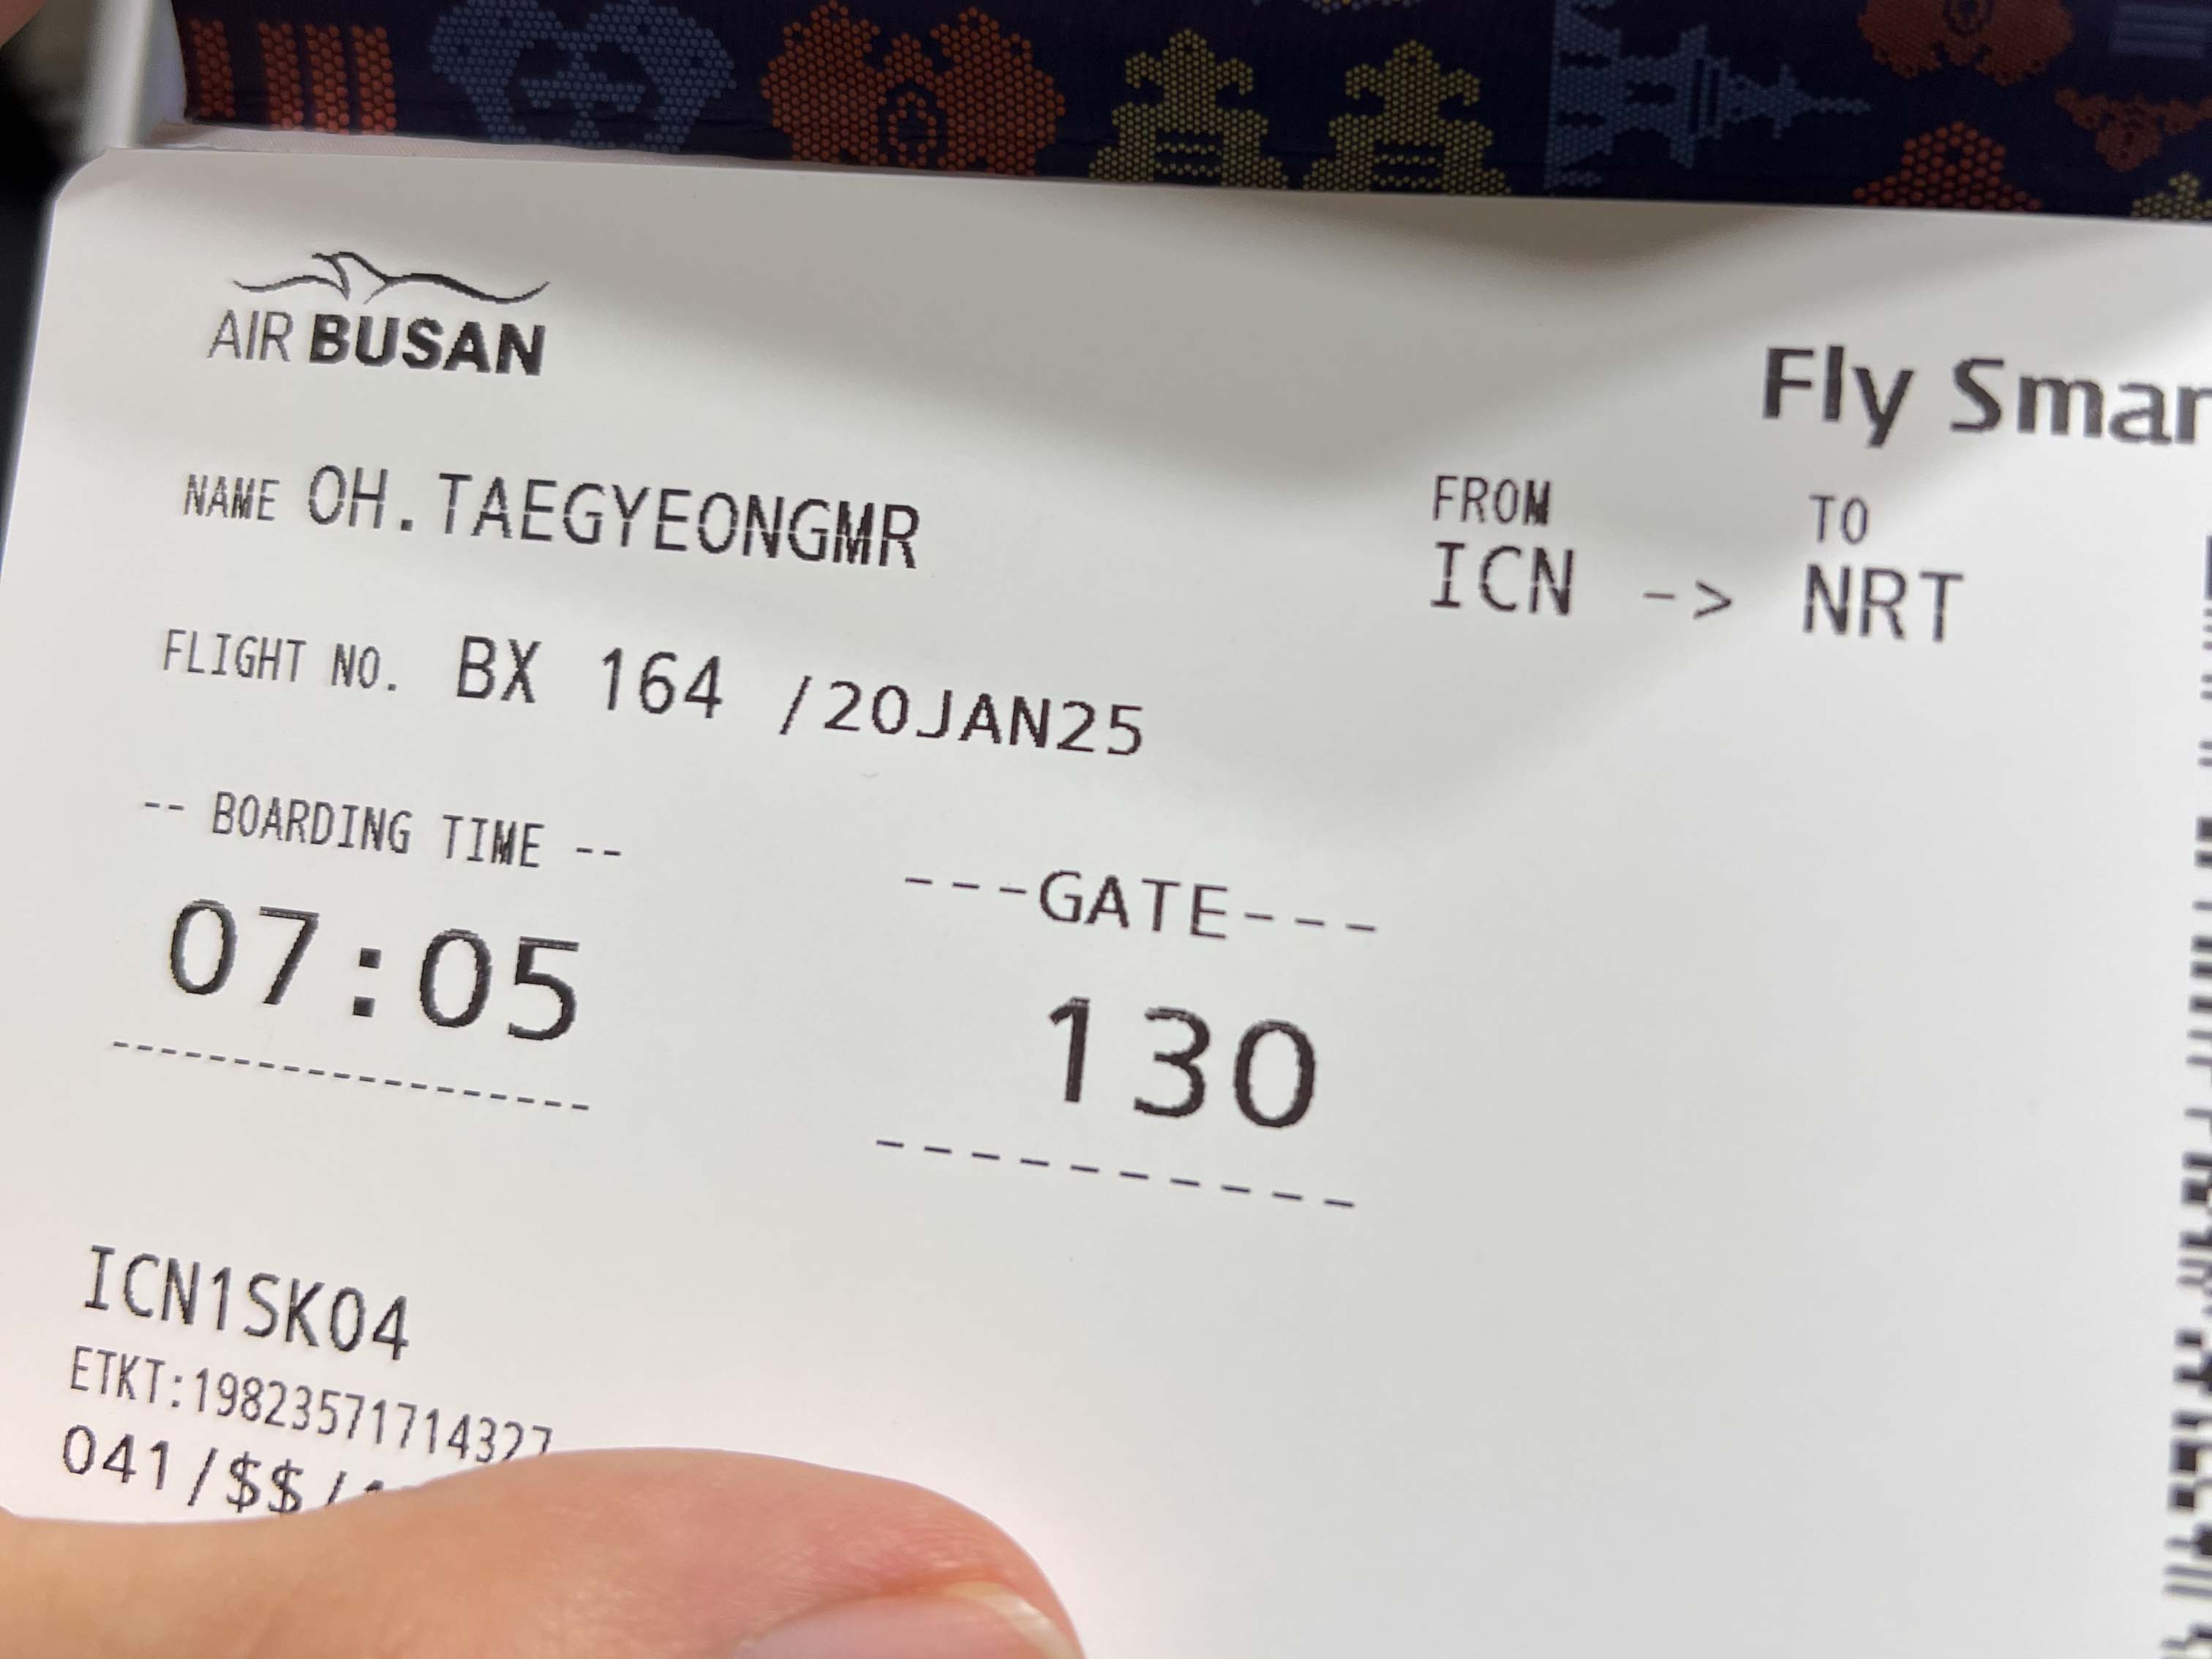 AIR BUSAN
Fly Smar
NAME OH.TAEGYEONGMR
FROM TO
ICN -> NRT
FLIGHT NO. BX 164 /20JAN25
-- BOARDING TIME --
---GATE---
07:05
130
ICN1SK04
ETKT:19823571714327
041/$$/